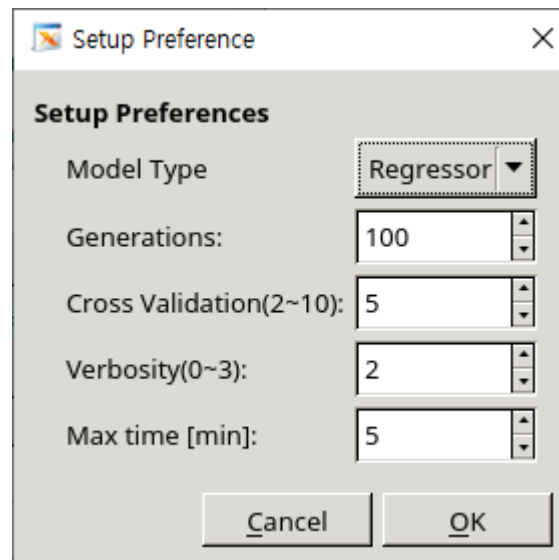 Setup Preference
Setup Preferences
Model Type Regressor
Generations: 100
Cross Validation(2~10): 5
Verbosity(0~3): 2
Max time [min]: 5
Cancel OK